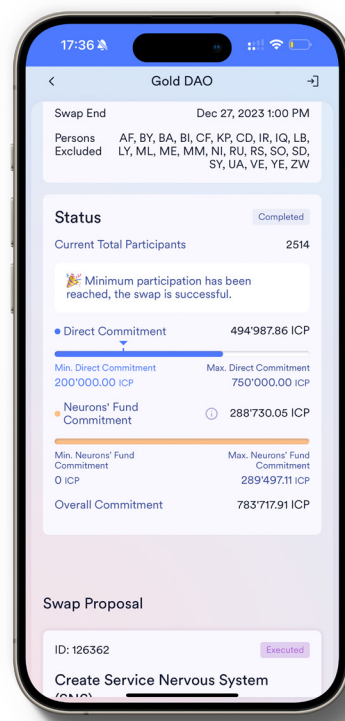 17:36
Gold DAO
Swap End Dec 27, 2023 1:00 PM
Persons AF, BY, BA, BI, CF, KP, CD, IR, IQ, LB,
Excluded LY, ML, ME, MM, NI, RU, RS, SO, SD,
SY, UA, VE, YE, ZW
Status Completed
Current Total Participants 2514
🎉 Minimum participation has been
reached, the swap is successful.
Direct Commitment 494'987.86 ICP
Min. Direct Commitment Max. Direct Commitment
200'000.00 ICP 750'000.00 ICP
Neurons' Fund
Commitment 288'730.05 ICP
Min. Neurons' Fund Max. Neurons' Fund
Commitment Commitment
0 ICP 289'497.11 ICP
Overall Commitment 783'717.91 ICP
Swap Proposal
ID: 126362 Executed
Create Service Nervous System
(SNS)